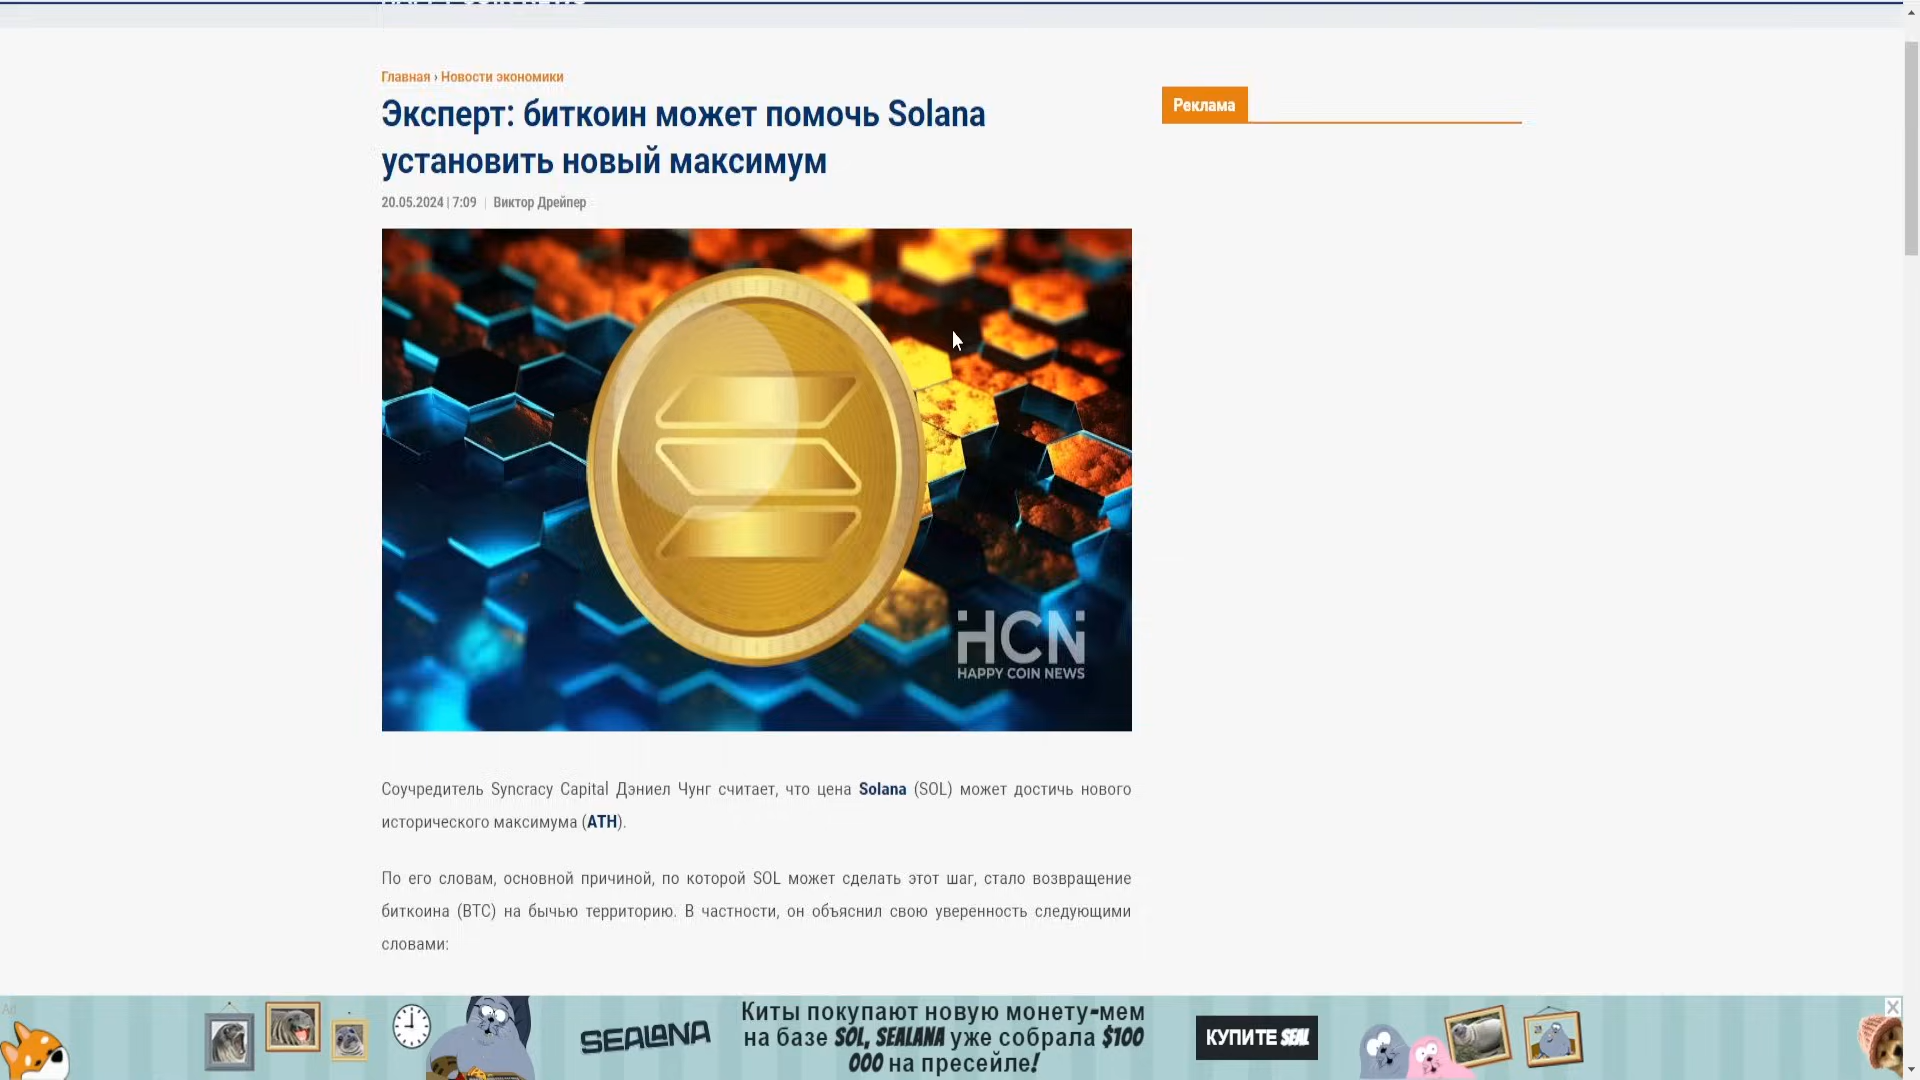 Главная › Новости экономики
Эксперт: биткоин может помочь Solana
установить новый максимум
20.05.2024 | 7:09 | Виктор Дрейпер
Реклама
HCN
HAPPY COIN NEWS
Соучредитель Syncracy Capital Дэниел Чунг считает, что цена Solana (SOL) может достичь нового
исторического максимума (ATH).
По его словам, основной причиной, по которой SOL может сделать этот шаг, стало возвращение
биткоина (BTC) на бычью территорию. В частности, он объяснил свою уверенность следующими
словами:
Ad
SEALANA
Киты покупают новую монету-мем
на базе SOL, SEALANA уже собрала $100
000 на пресейле!
КУПИТЕ SEAL